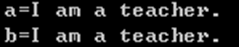 a=I am a teacher.
b=I am a teacher.